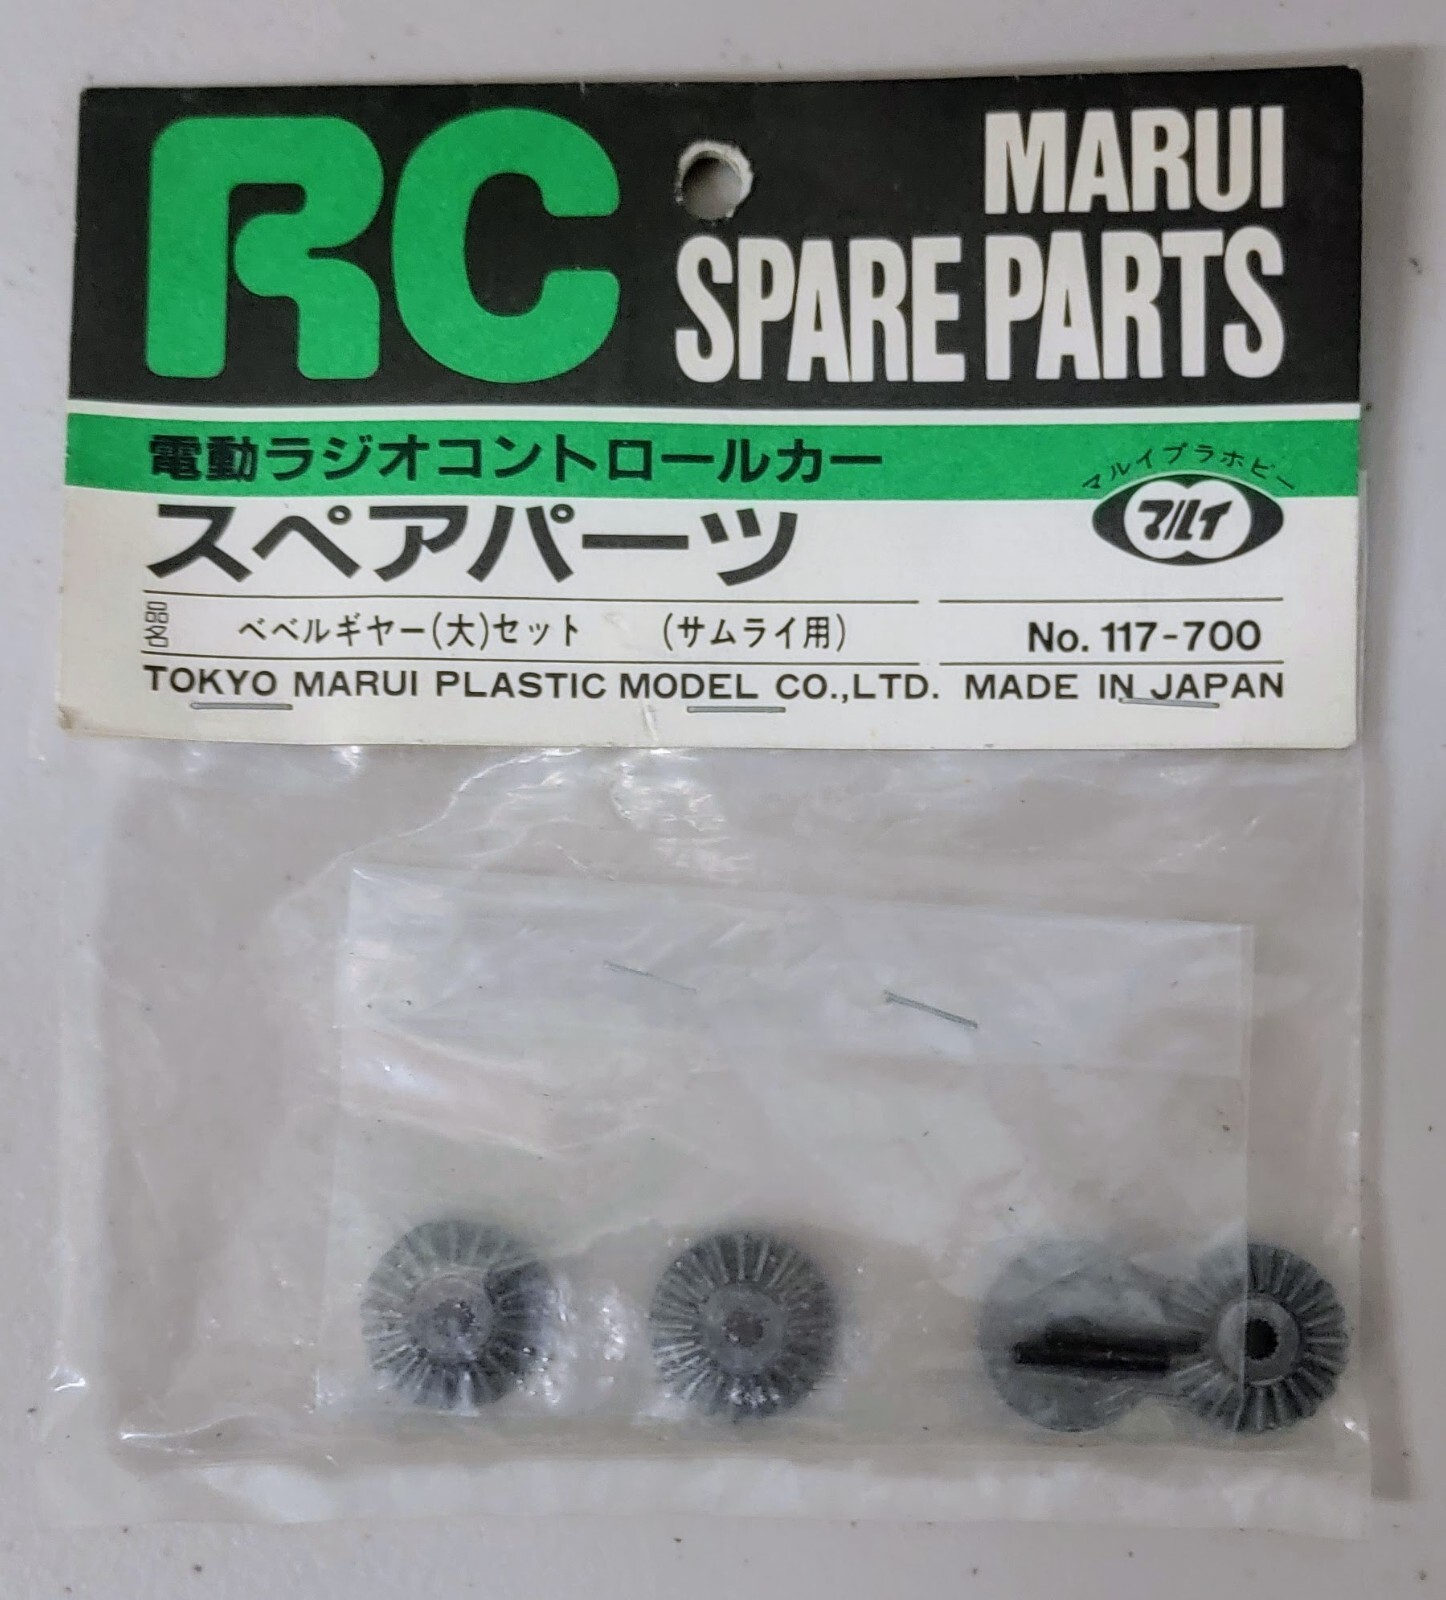 RC
MARUI
SPARE PARTS
電動ラジオコントロールカー
スペアパーツ
マルイプラホビー
マルイ
品名 ベベルギヤー(大)セット (サムライ用)
No. 117-700
TOKYO MARUI PLASTIC MODEL CO.,LTD. MADE IN JAPAN